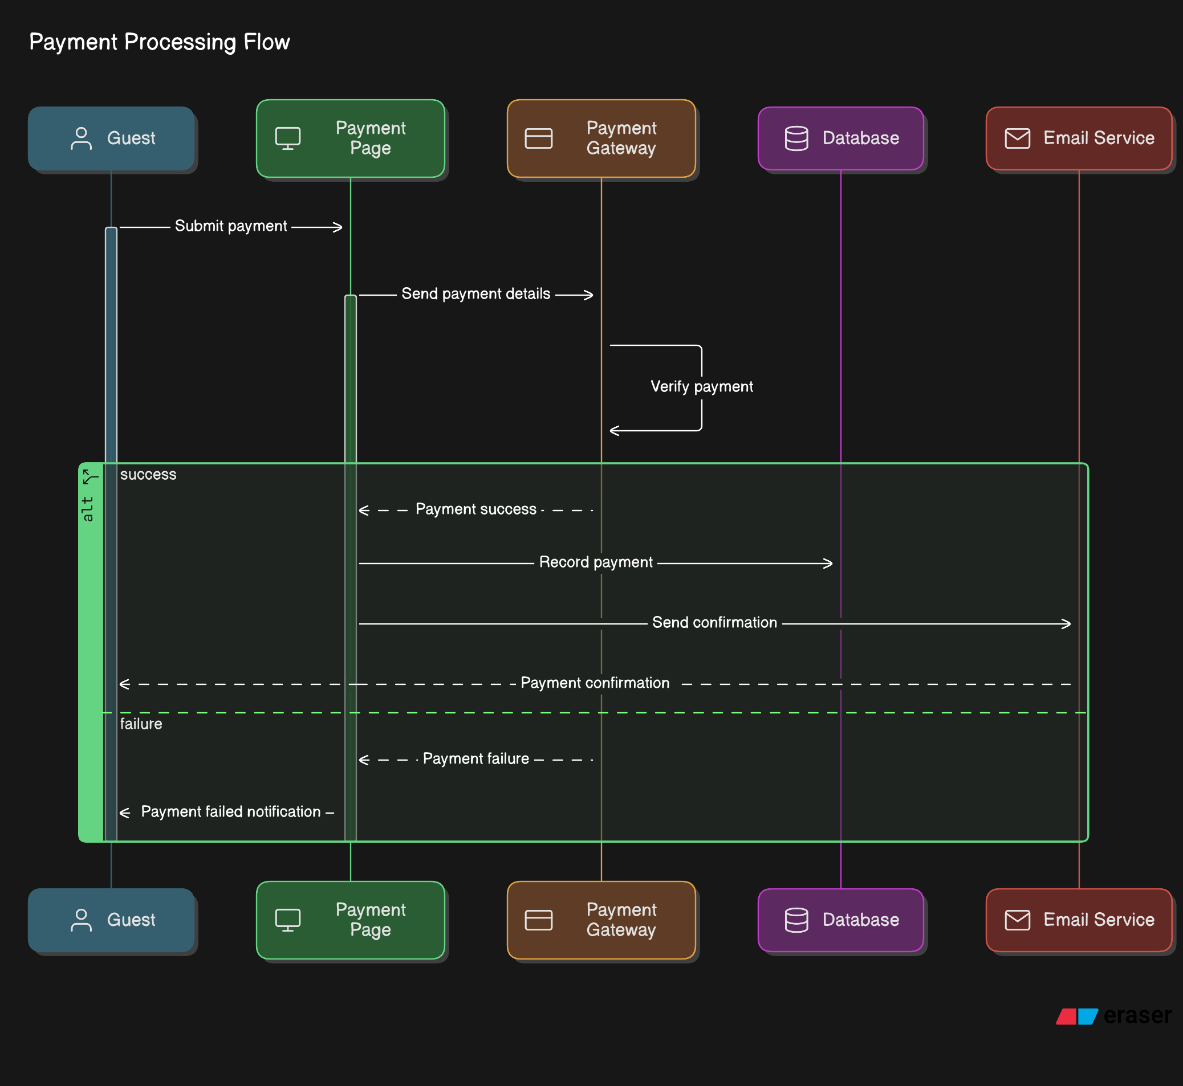 Payment Processing Flow
Guest
Payment
Page
Payment
Gateway
Database
Email Service
Submit payment
Send payment details
Verify payment
alt
success
Payment success
Record payment
Send confirmation
Payment confirmation
failure
Payment failure
Payment failed notification
Guest
Payment
Page
Payment
Gateway
Database
Email Service
eraser